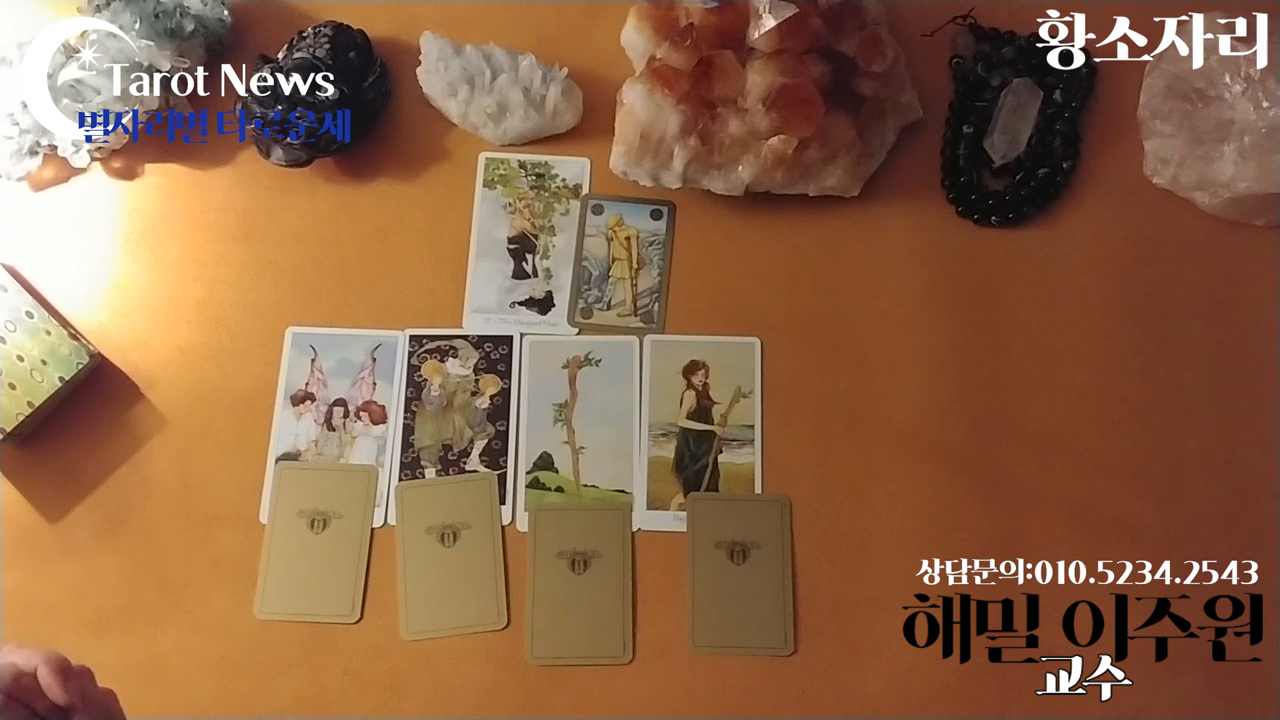 Tarot News
별자리별 타로운세
황소자리
상담문의:010.5234.2543
해밀 이주원
교수